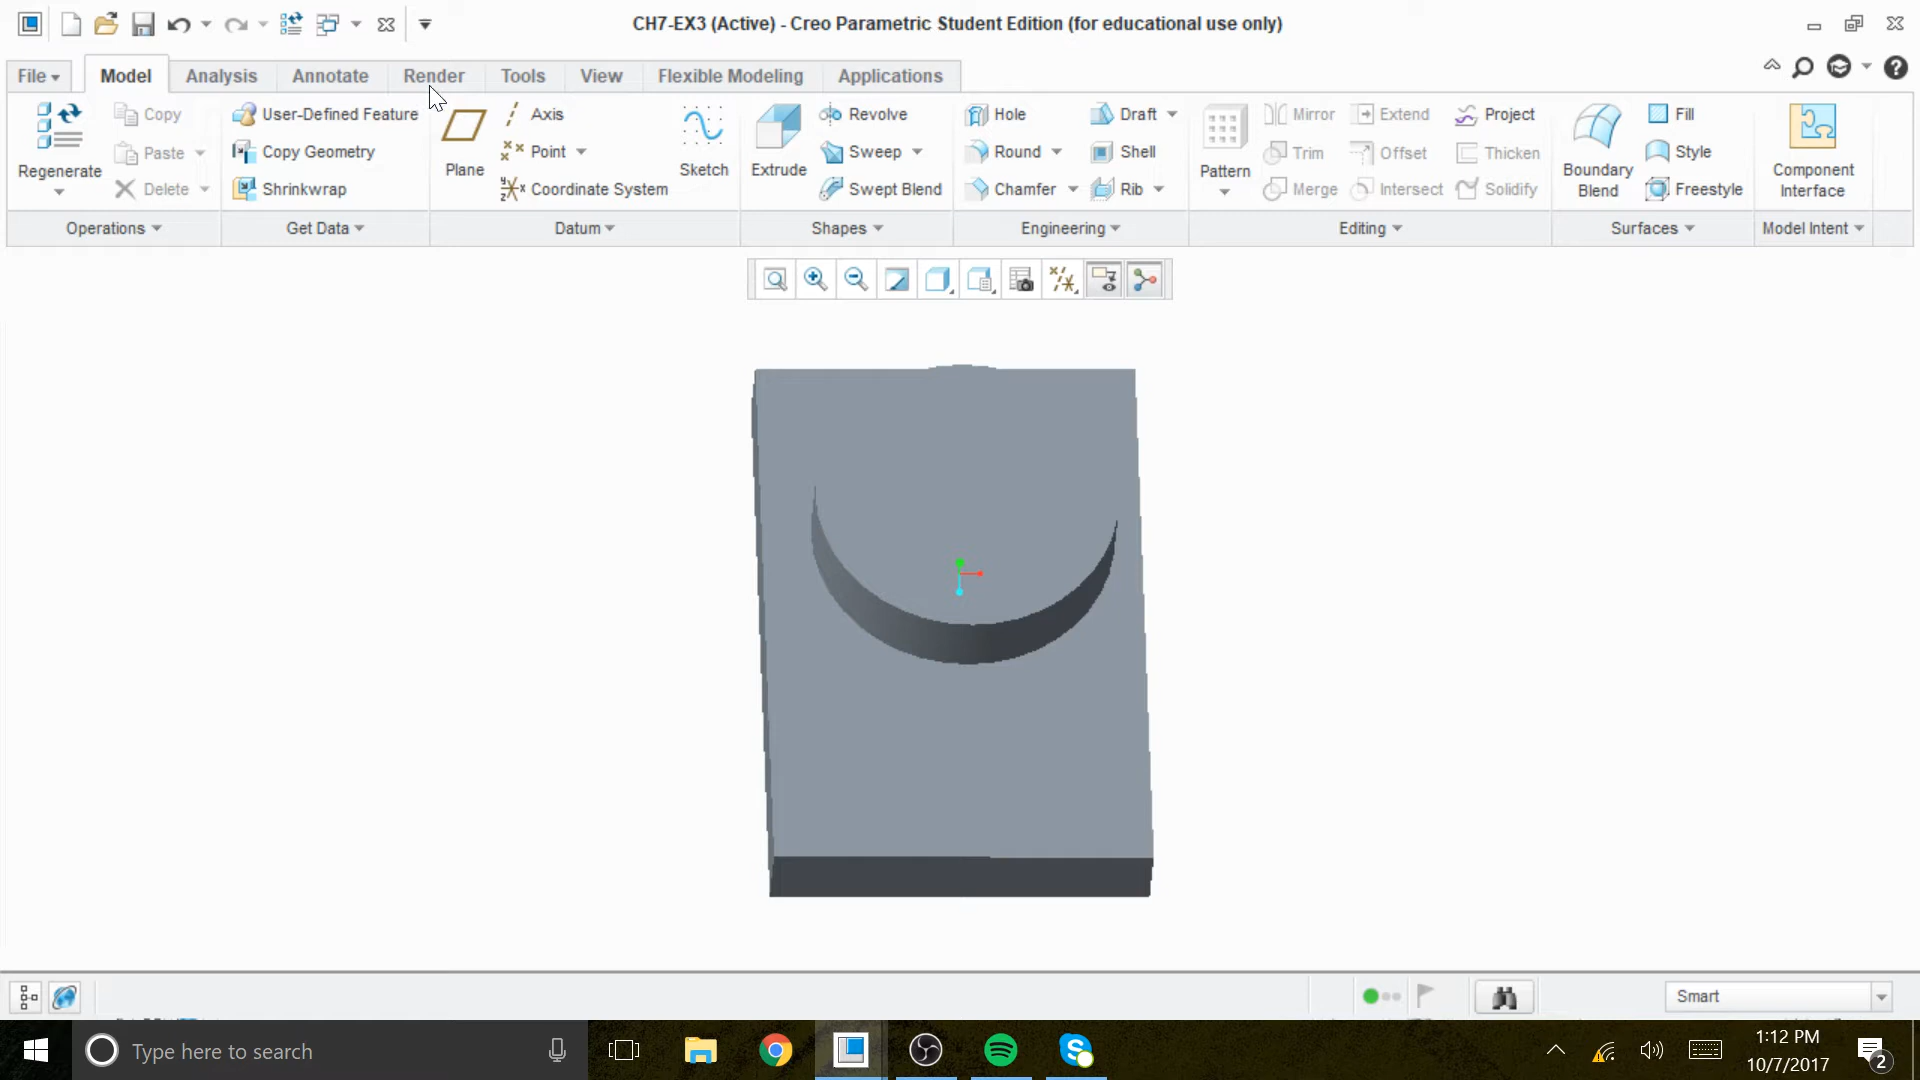 CH7-EX3 (Active) - Creo Parametric Student Edition (for educational use only)
File Model Analysis Annotate Render Tools View Flexible Modeling Applications
Regenerate
Copy
Paste
Delete
User-Defined Feature
Copy Geometry
Shrinkwrap
Plane
Axis
Point
Coordinate System
Sketch
Extrude
Revolve
Sweep
Swept Blend
Hole
Round
Chamfer
Draft
Shell
Rib
Pattern
Mirror
Trim
Merge
Extend
Offset
Intersect
Project
Thicken
Solidify
Boundary
Blend
Fill
Style
Freestyle
Component
Interface
Operations Get Data Datum Shapes Engineering Editing Surfaces Model Intent
Smart
Type here to search
1:12 PM
10/7/2017
2